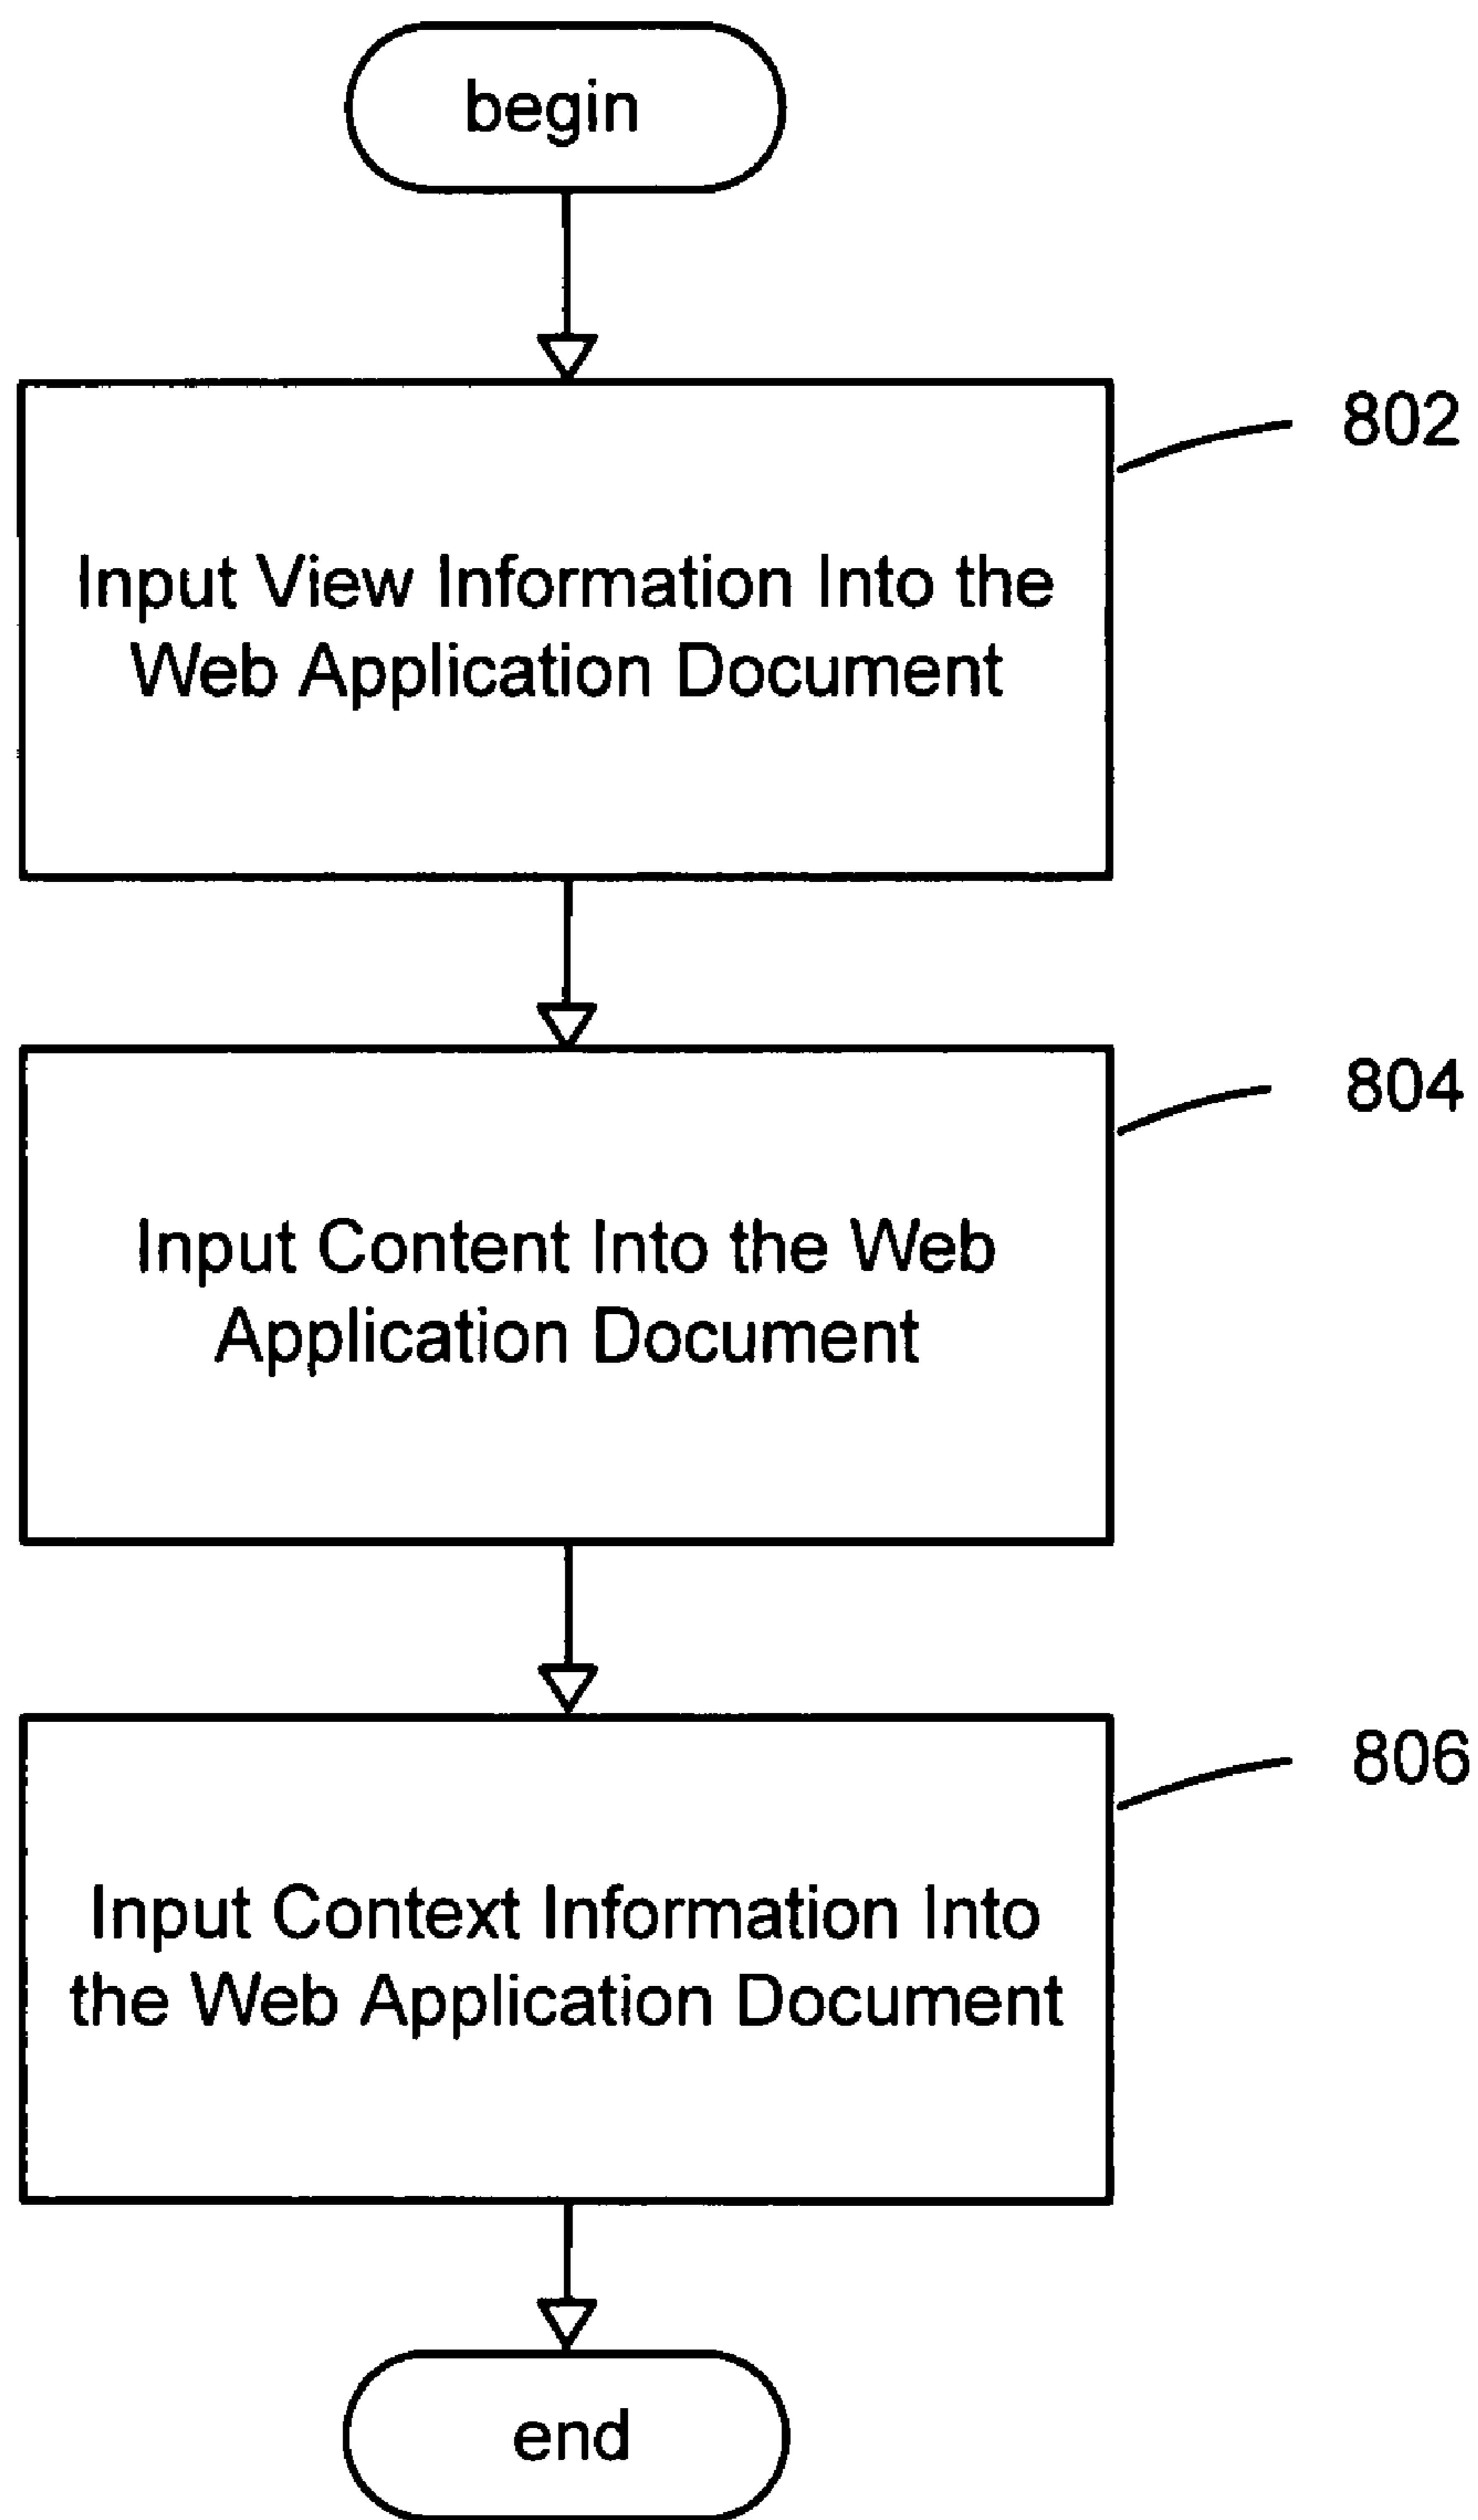 begin
802
Input View Information Into the
Web Application Document
804
Input Content Into the Web
Application Document
806
Input Context Information Into
the Web Application Document
end